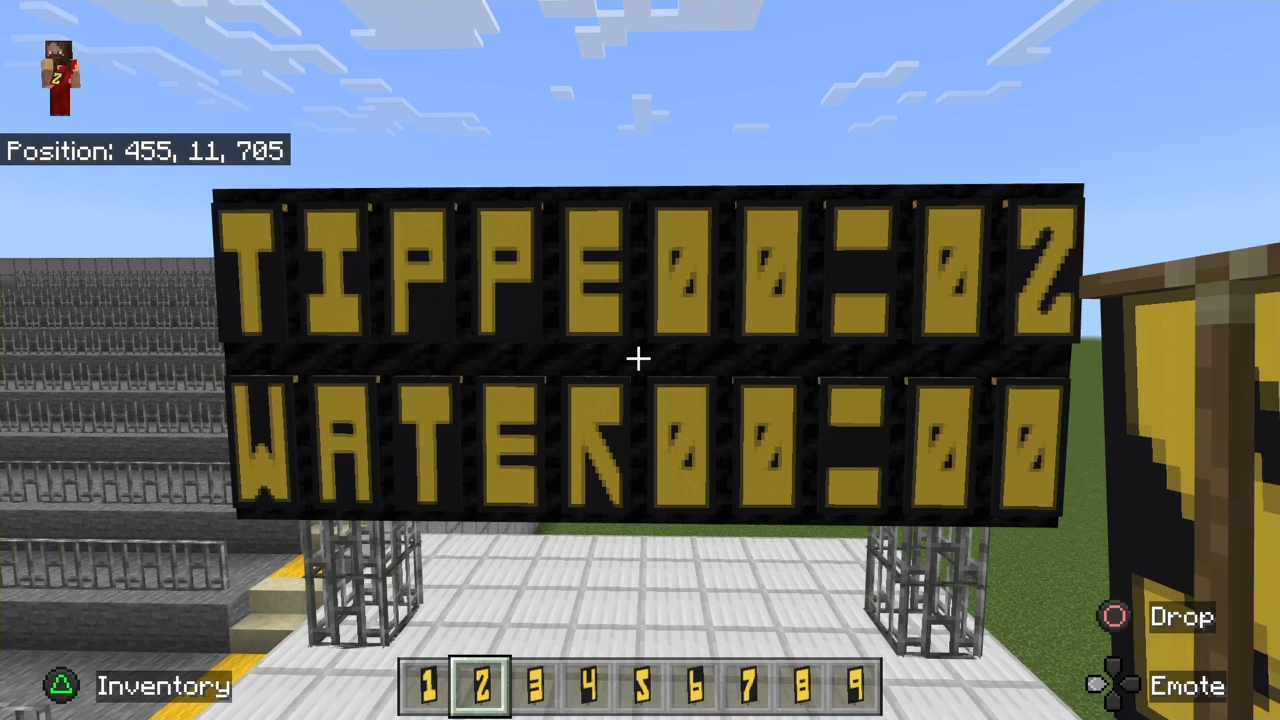 Position: 455, 11, 705
TIPPE00:02
WATER00:00
1 2 3 4 5 6 7 8 9
Inventory
Drop
Emote